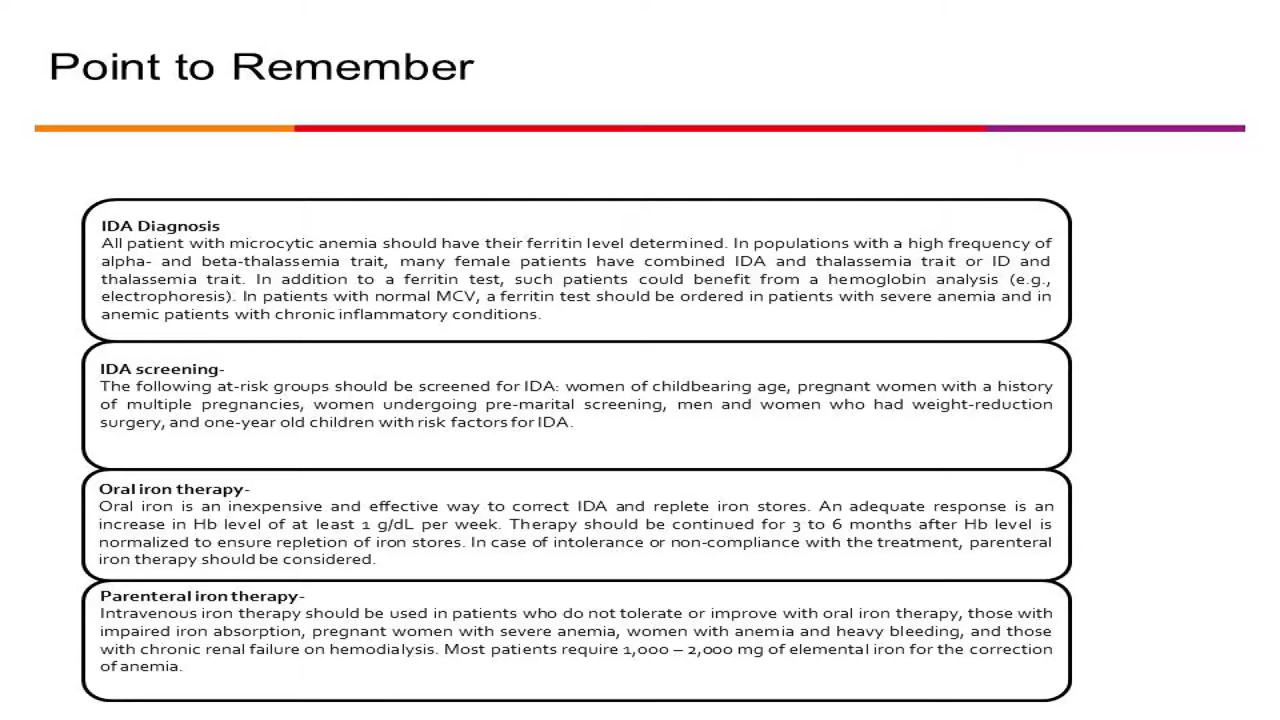 Point to Remember
IDA Diagnosis
All patient with microcytic anemia should have their ferritin level determined. In populations with a high frequency of
alpha- and beta-thalassemia trait, many female patients have combined IDA and thalassemia trait or ID and
thalassemia trait. In addition to a ferritin test, such patients could benefit from a hemoglobin analysis (e.g.,
electrophoresis). In patients with normal MCV, a ferritin test should be ordered in patients with severe anemia and in
anemic patients with chronic inflammatory conditions.
IDA screening-
The following at-risk groups should be screened for IDA: women of childbearing age, pregnant women with a history
of multiple pregnancies, women undergoing pre-marital screening, men and women who had weight-reduction
surgery, and one-year old children with risk factors for IDA.
Oral iron therapy-
Oral iron is an inexpensive and effective way to correct IDA and replete iron stores. An adequate response is an
increase in Hb level of at least 1 g/dL per week. Therapy should be continued for 3 to 6 months after Hb level is
normalized to ensure repletion of iron stores. In case of intolerance or non-compliance with the treatment, parenteral
iron therapy should be considered.
Parenteral iron therapy-
Intravenous iron therapy should be used in patients who do not tolerate or improve with oral iron therapy, those with
impaired iron absorption, pregnant women with severe anemia, women with anemia and heavy bleeding, and those
with chronic renal failure on hemodialysis. Most patients require 1,000 – 2,000 mg of elemental iron for the correction
of anemia.